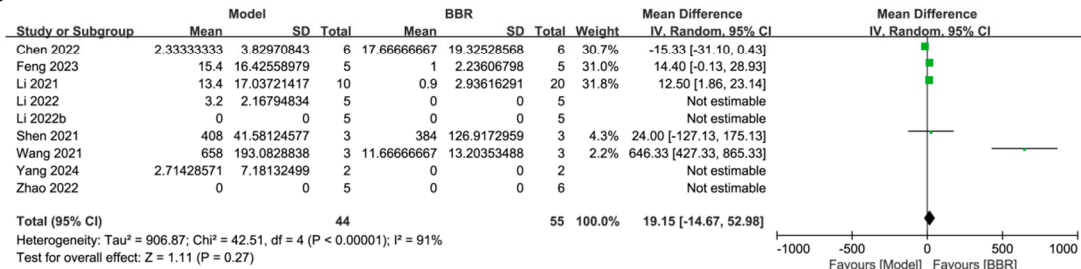 Model BBR Mean Difference Mean Difference
Study or Subgroup Mean SD Total Mean SD Total Weight IV, Random, 95% CI IV, Random, 95% CI
Chen 2022 2.33333333 3.82970843 6 17.66666667 19.32528568 6 30.7% -15.33 [-31.10, 0.43]
Feng 2023 15.4 16.42558979 5 1 2.23606798 5 31.0% 14.40 [-0.13, 28.93]
Li 2021 13.4 17.03721417 10 0.9 2.93616291 20 31.8% 12.50 [1.86, 23.14]
Li 2022 3.2 2.16794834 5 0 0 5 Not estimable
Li 2022b 0 0 5 0 0 5 Not estimable
Shen 2021 408 41.58124577 3 384 126.9172959 3 4.3% 24.00 [-127.13, 175.13]
Wang 2021 658 193.0828838 3 11.66666667 13.20353488 3 2.2% 646.33 [427.33, 865.33]
Yang 2024 2.71428571 7.18132499 2 0 0 2 Not estimable
Zhao 2022 0 0 5 0 0 6 Not estimable
Total (95% CI) 44 55 100.0% 19.15 [-14.67, 52.98]
Heterogeneity: Tau² = 906.87; Chi² = 42.51, df = 4 (P < 0.00001); I² = 91%
Test for overall effect: Z = 1.11 (P = 0.27)
-1000 -500 0 500 1000
Favours [Model] Favours [BBR]